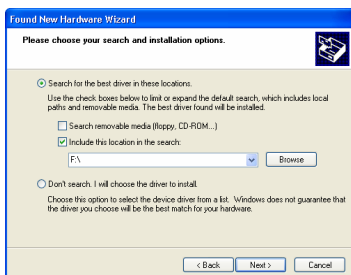 Found New Hardware Wizard
Please choose your search and installation options.
Search for the best driver in these locations.
Use the check boxes below to limit or expand the default search, which includes local
paths and removable media. The best driver found will be installed.
Search removable media (floppy, CD-ROM...)
Include this location in the search:
F:\
Browse
Don't search. I will choose the driver to install.
Choose this option to select the device driver from a list. Windows does not guarantee that
the driver you choose will be the best match for your hardware.
< Back
Next >
Cancel